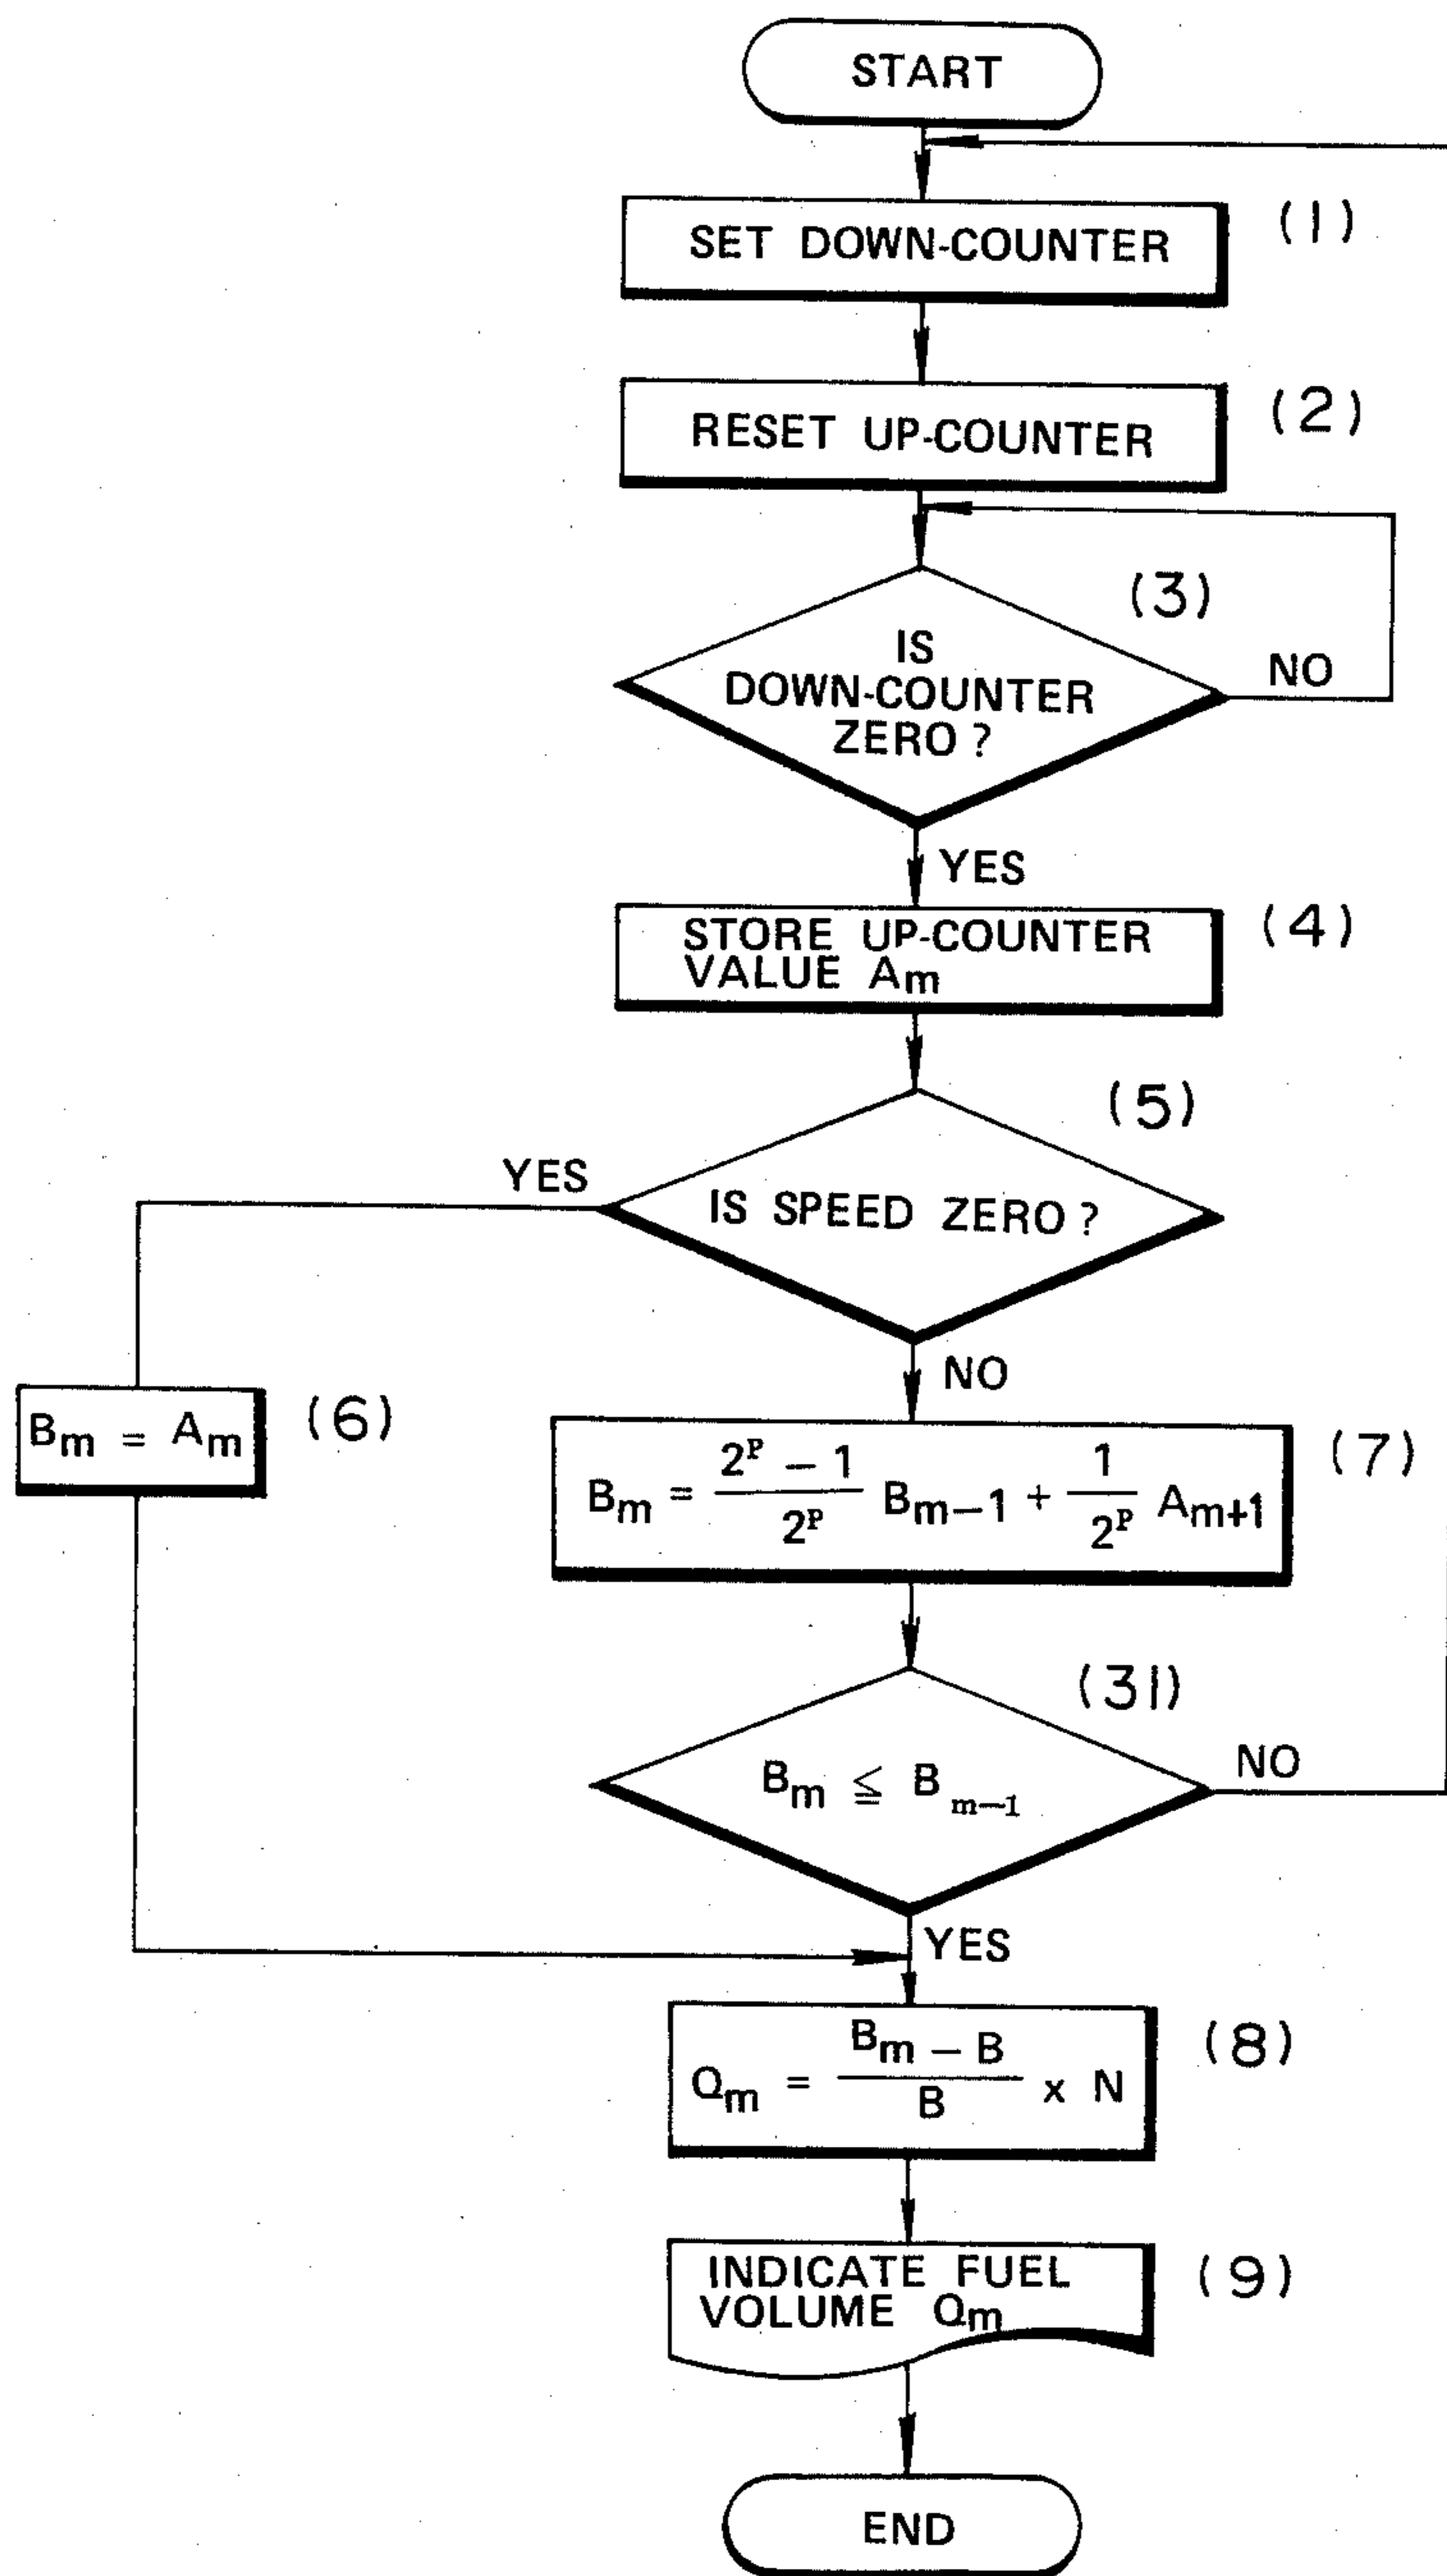 START
SET DOWN-COUNTER
(1)
RESET UP-COUNTER
(2)
(3)
IS
DOWN-COUNTER
ZERO ?
NO
YES
STORE UP-COUNTER
VALUE Am
(4)
(5)
YES
IS SPEED ZERO ?
NO
Bm = Am
(6)
Bm = 2^P − 1 / 2^P Bm−1 + 1 / 2^P Am+1
(7)
(31)
Bm ≦ Bm−1
NO
YES
Qm = Bm − B / B x N
(8)
INDICATE FUEL
VOLUME Qm
(9)
END